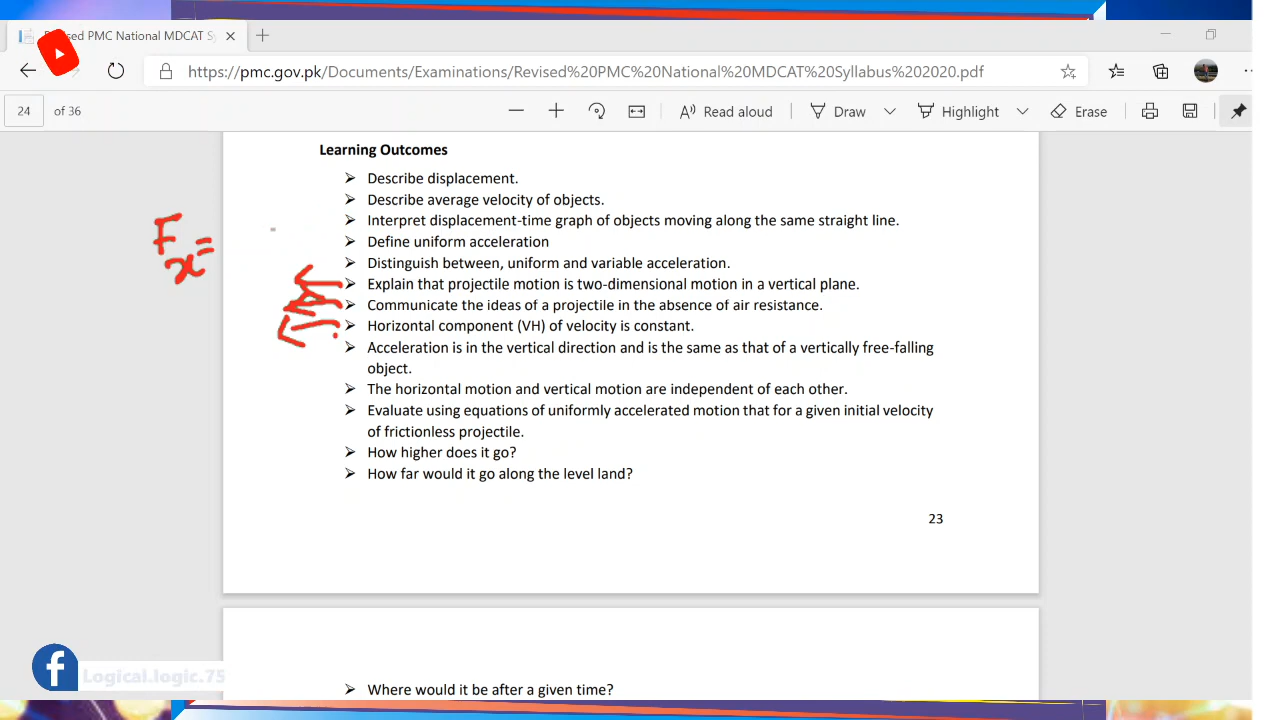 Revised PMC National MDCAT Sy
https://pmc.gov.pk/Documents/Examinations/Revised%20PMC%20National%20MDCAT%20Syllabus%202020.pdf
24 of 36 Read aloud Draw Highlight Erase
Learning Outcomes
➢ Describe displacement.
➢ Describe average velocity of objects.
➢ Interpret displacement-time graph of objects moving along the same straight line.
➢ Define uniform acceleration
➢ Distinguish between, uniform and variable acceleration.
Fx=
➢ Explain that projectile motion is two-dimensional motion in a vertical plane.
➢ Communicate the ideas of a projectile in the absence of air resistance.
➢ Horizontal component (VH) of velocity is constant.
➢ Acceleration is in the vertical direction and is the same as that of a vertically free-falling
object.
➢ The horizontal motion and vertical motion are independent of each other.
➢ Evaluate using equations of uniformly accelerated motion that for a given initial velocity
of frictionless projectile.
➢ How higher does it go?
➢ How far would it go along the level land?
23
Logical.logic.75
➢ Where would it be after a given time?